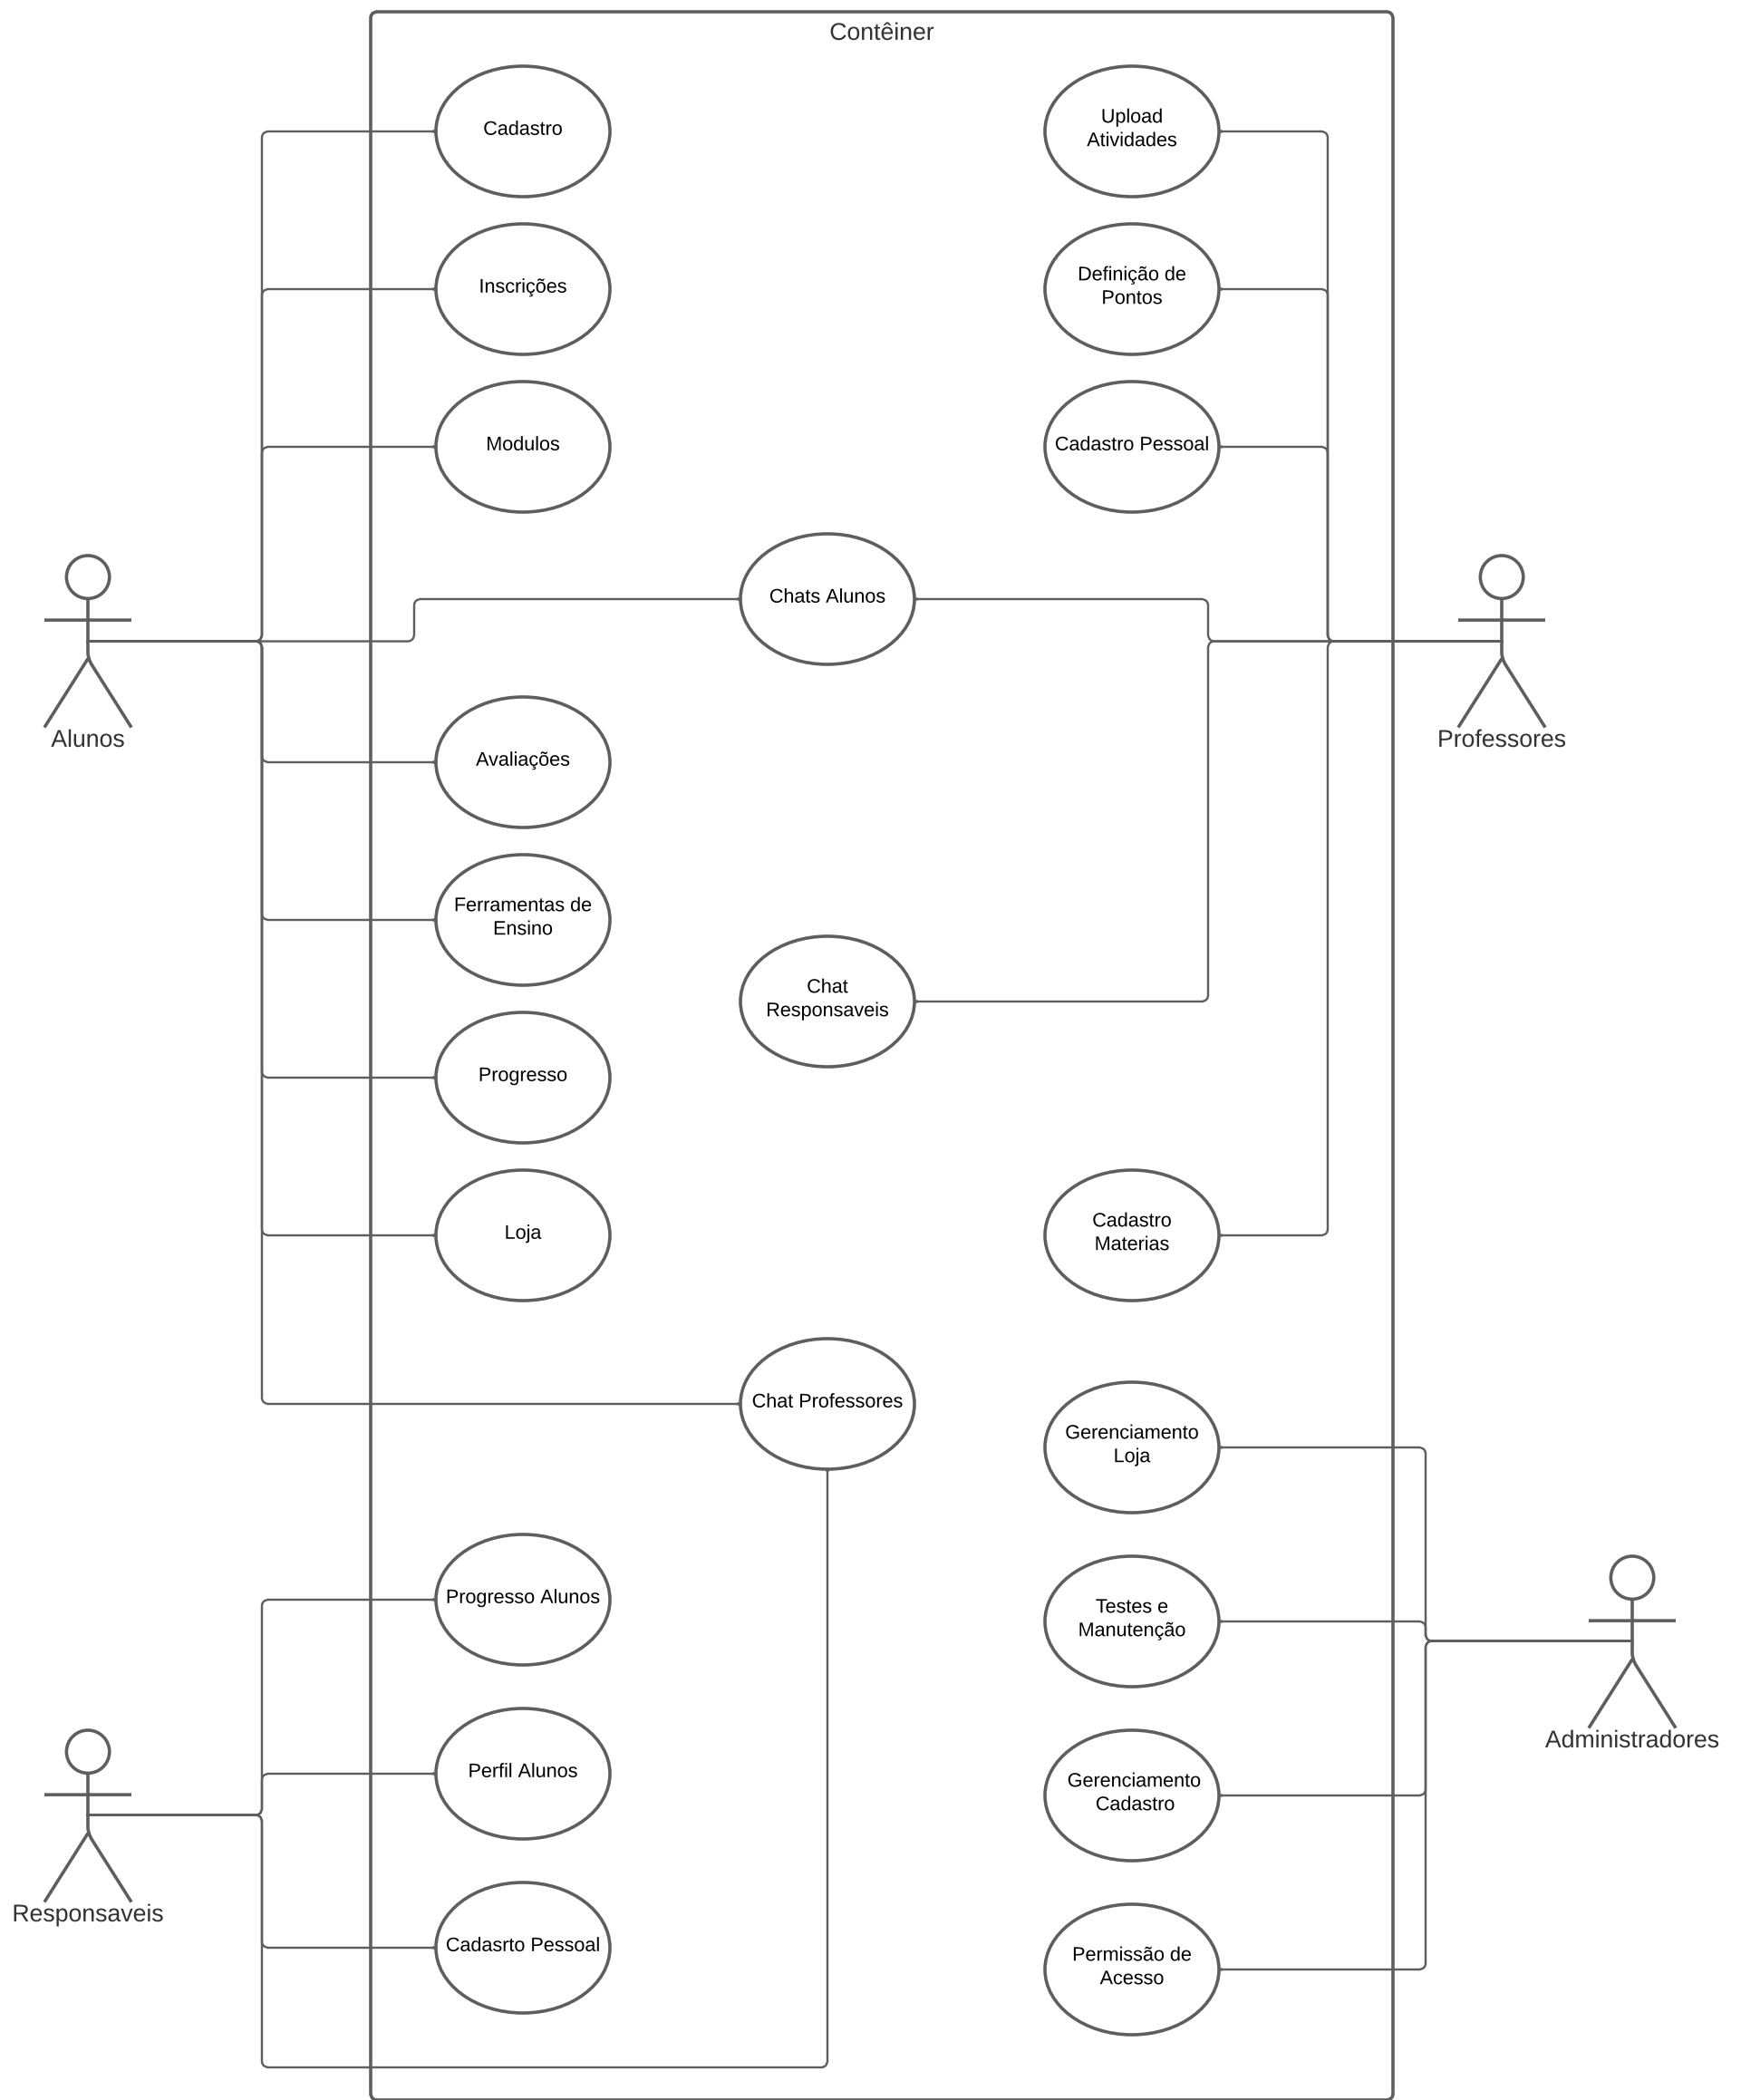 Contêiner
Cadastro
Upload
Atividades
Inscrições
Definição de
Pontos
Modulos
Cadastro Pessoal
Chats Alunos
Alunos
Professores
Avaliações
Ferramentas de
Ensino
Chat
Responsaveis
Progresso
Loja
Cadastro
Materias
Chat Professores
Gerenciamento
Loja
Progresso Alunos
Testes e
Manutenção
Administradores
Perfil Alunos
Gerenciamento
Cadastro
Responsaveis
Cadasrto Pessoal
Permissão de
Acesso